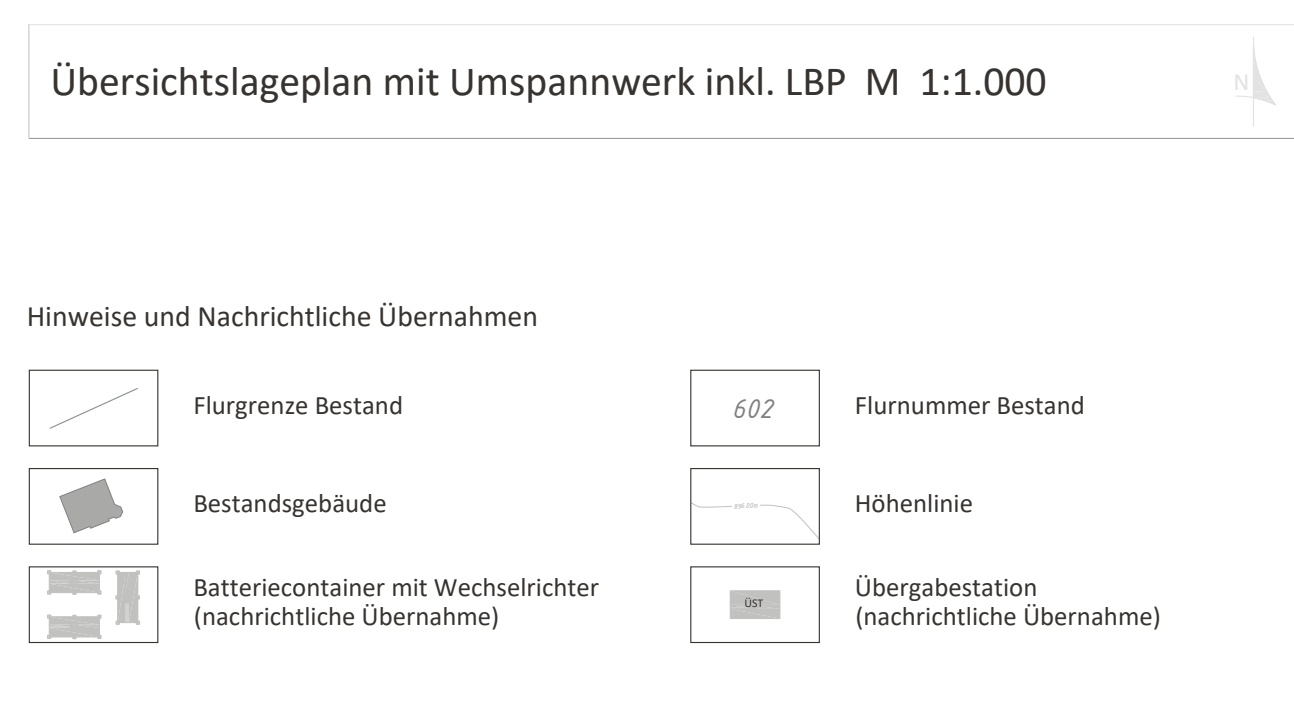 Übersichtslageplan mit Umspannwerk inkl. LBP M 1:1.000
N
Hinweise und Nachrichtliche Übernahmen
Flurgrenze Bestand
602
Flurnummer Bestand
Bestandsgebäude
Höhenlinie
Batteriecontainer mit Wechselrichter
(nachrichtliche Übernahme)
ÜST
Übergabestation
(nachrichtliche Übernahme)